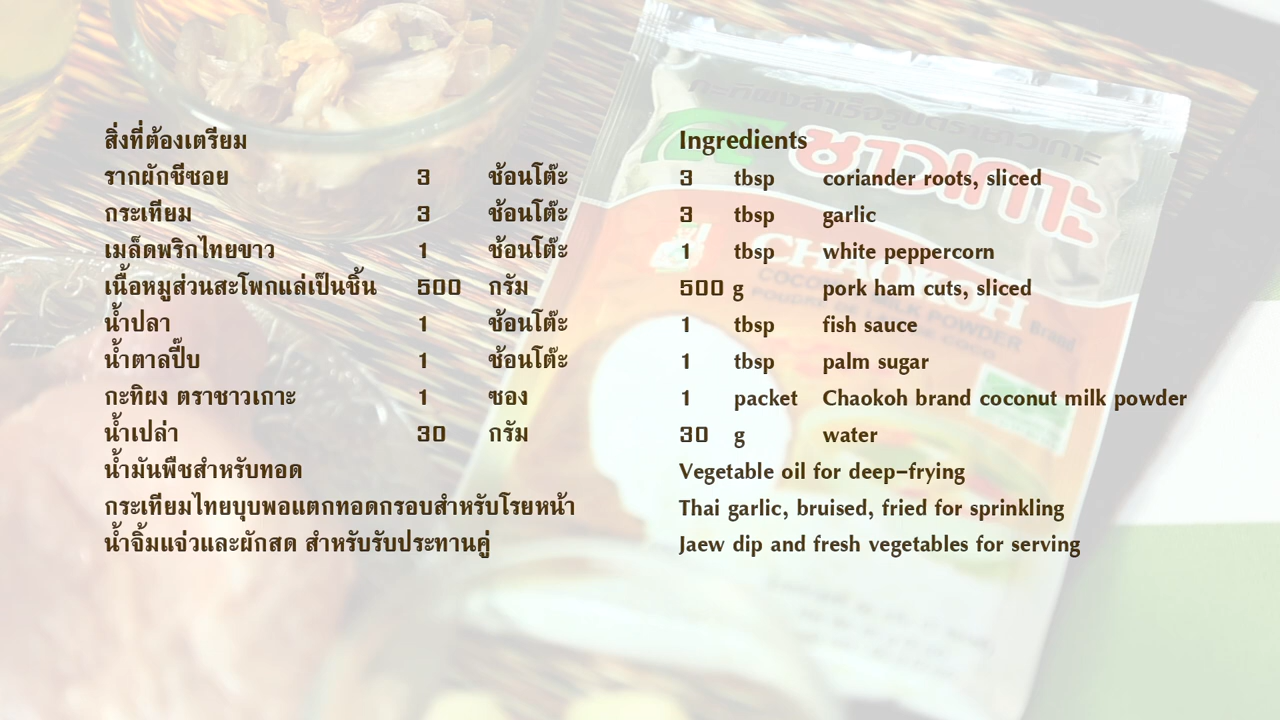 สิ่งที่ต้องเตรียม
รากผักชีซอย 3 ช้อนโต๊ะ
กระเทียม 3 ช้อนโต๊ะ
เมล็ดพริกไทยขาว 1 ช้อนโต๊ะ
เนื้อหมูส่วนสะโพกแล่เป็นชิ้น 500 กรัม
น้ำปลา 1 ช้อนโต๊ะ
น้ำตาลปี๊บ 1 ช้อนโต๊ะ
กะทิผง ตราชาวเกาะ 1 ซอง
น้ำเปล่า 30 กรัม
น้ำมันพืชสำหรับทอด
กระเทียมไทยบุบพอแตกทอดกรอบสำหรับโรยหน้า
น้ำจิ้มแจ่วและผักสด สำหรับรับประทานคู่
Ingredients
3 tbsp coriander roots, sliced
3 tbsp garlic
1 tbsp white peppercorn
500 g pork ham cuts, sliced
1 tbsp fish sauce
1 tbsp palm sugar
1 packet Chaokoh brand coconut milk powder
30 g water
Vegetable oil for deep-frying
Thai garlic, bruised, fried for sprinkling
Jaew dip and fresh vegetables for serving
ชาวเกาะ
CHAOKOH
Brand